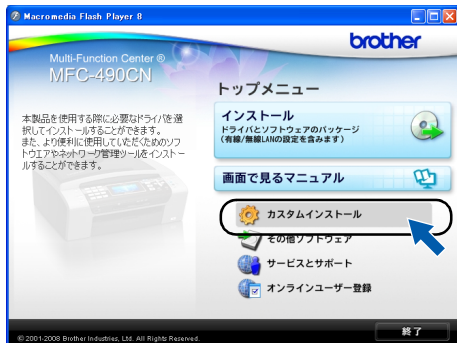 Macromedia Flash Player 8
brother
Multi-Function Center ®
MFC-490CN
トップメニュー
本製品を使用する際に必要なドライバを選
択してインストールすることができます。
また、より便利に使用していただくためのソフ
トウエアやネットワーク管理ツールをインストー
ルすることができます。
インストール
ドライバとソフトウェアのパッケージ
(有線/無線LANの設定を含みます)
画面で見るマニュアル
カスタムインストール
その他ソフトウェア
サービスとサポート
オンラインユーザー登録
© 2001-2008 Brother Industries, Ltd. All Rights Reserved.
終了